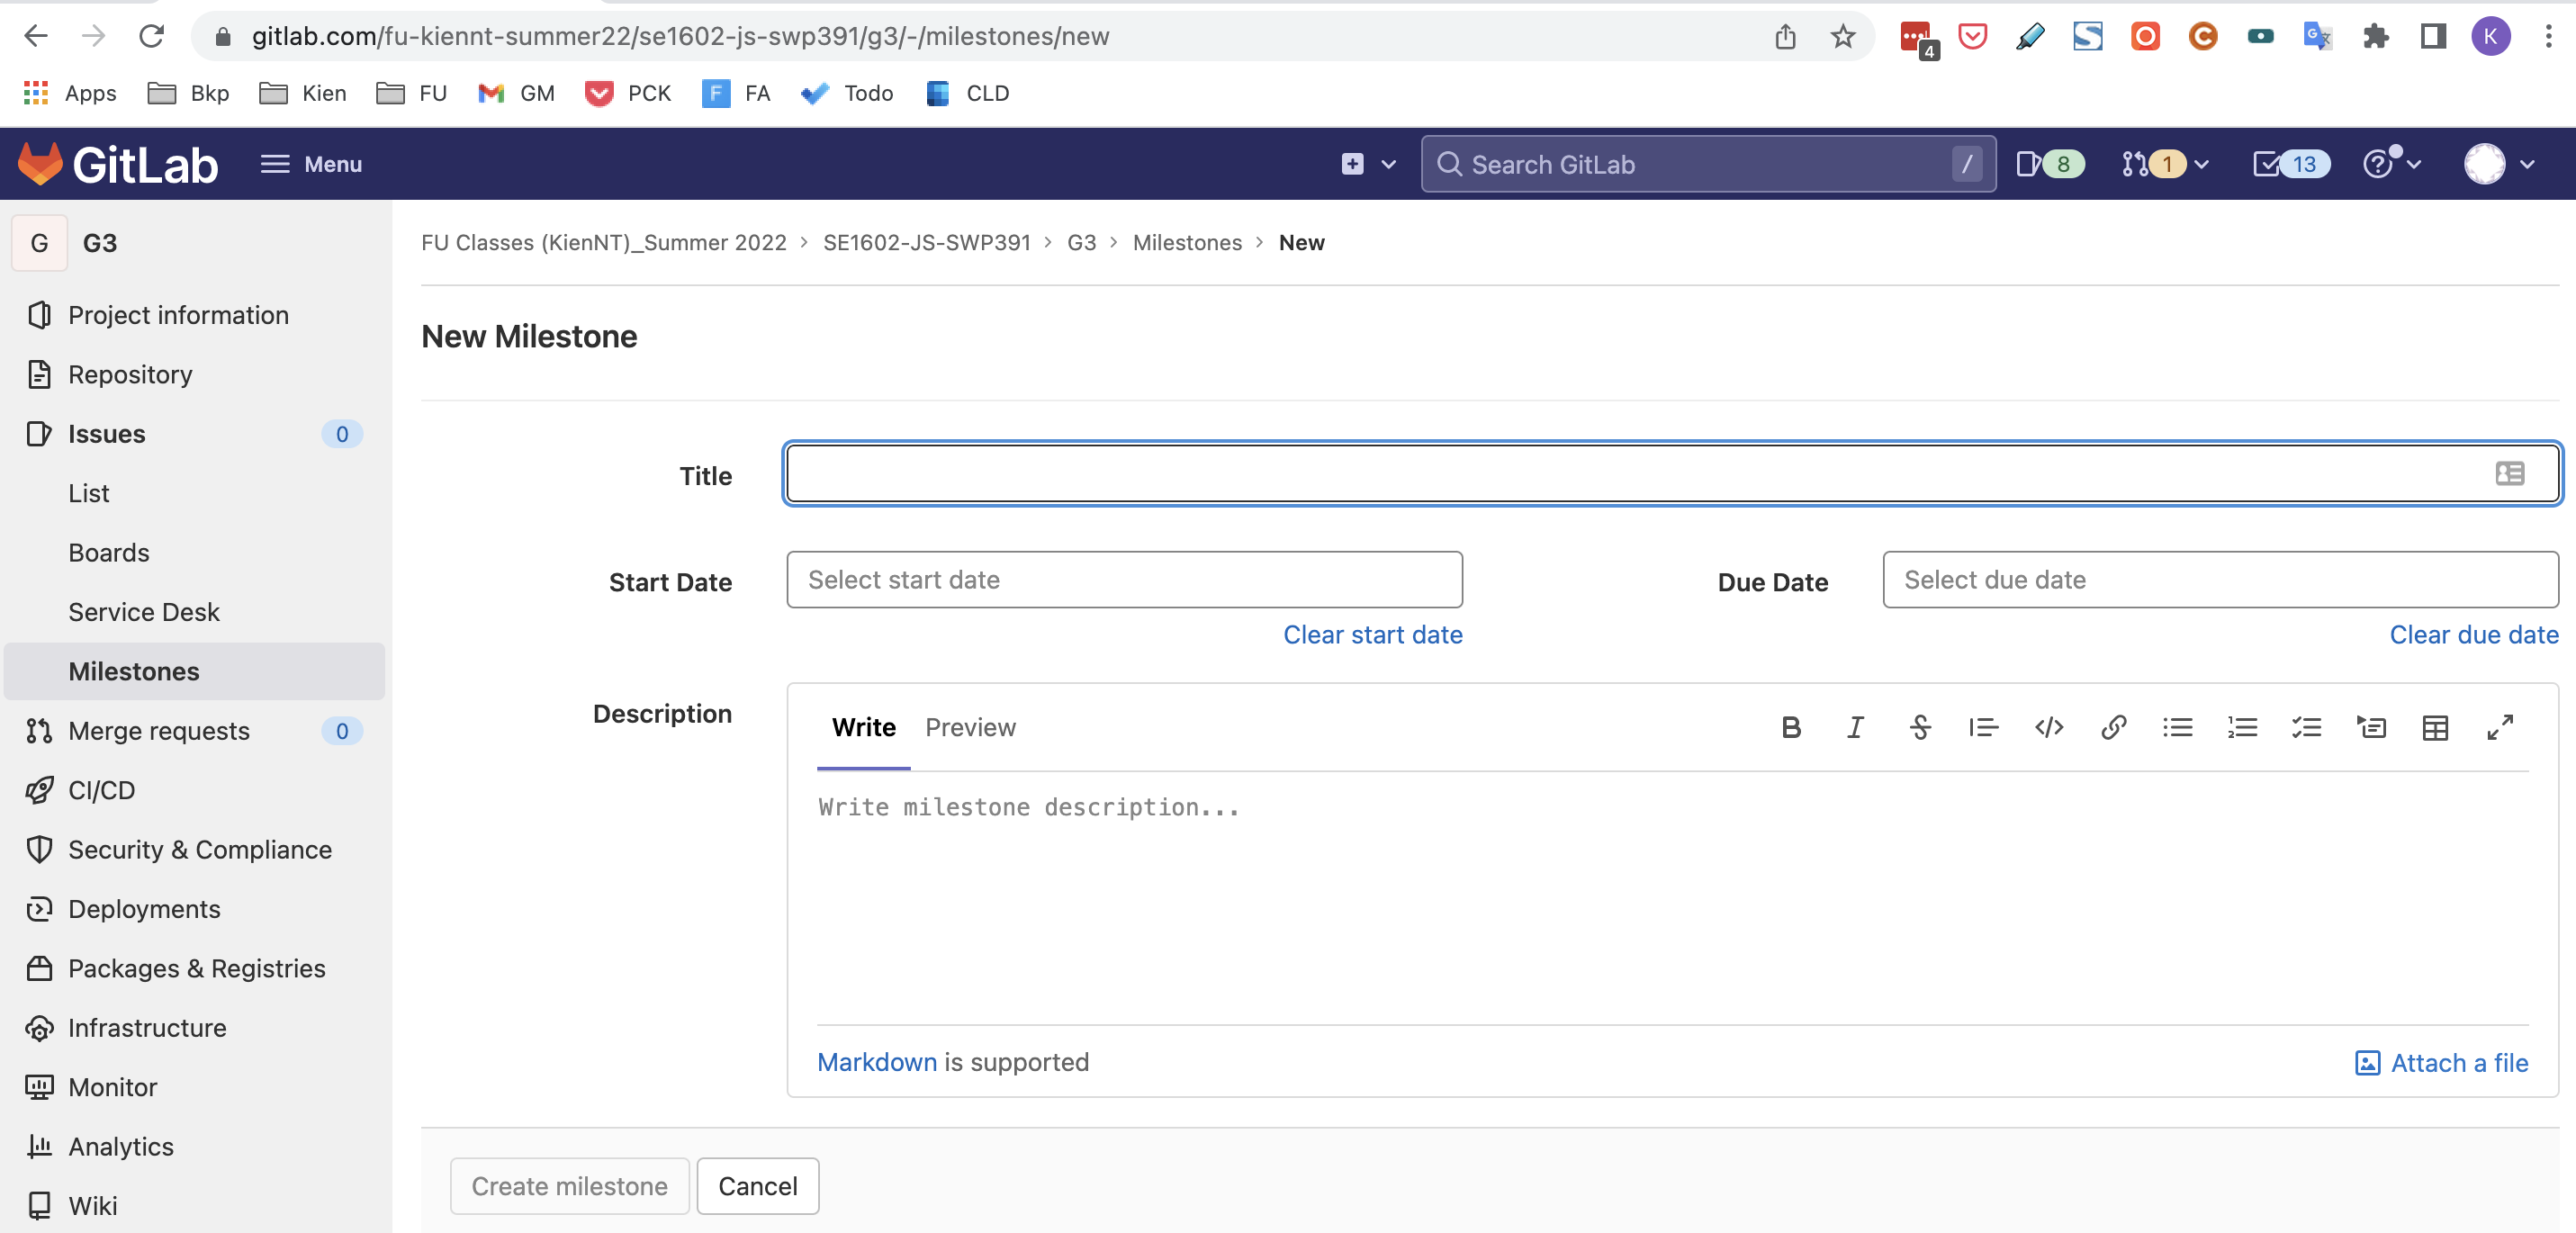 gitlab.com/fu-kiennt-summer22/se1602-js-swp391/g3/-/milestones/new
4
K
Apps Bkp Kien FU GM PCK FA Todo CLD
GitLab Menu Search GitLab / 8 1 13
G G3
FU Classes (KienNT)_Summer 2022 > SE1602-JS-SWP391 > G3 > Milestones > New
Project information
Repository
Issues 0
List
Boards
Service Desk
Milestones
Merge requests 0
CI/CD
Security & Compliance
Deployments
Packages & Registries
Infrastructure
Monitor
Analytics
Wiki
New Milestone
Title
Start Date Select start date Due Date Select due date
Clear start date Clear due date
Description Write Preview
Write milestone description...
Markdown is supported Attach a file
Create milestone Cancel